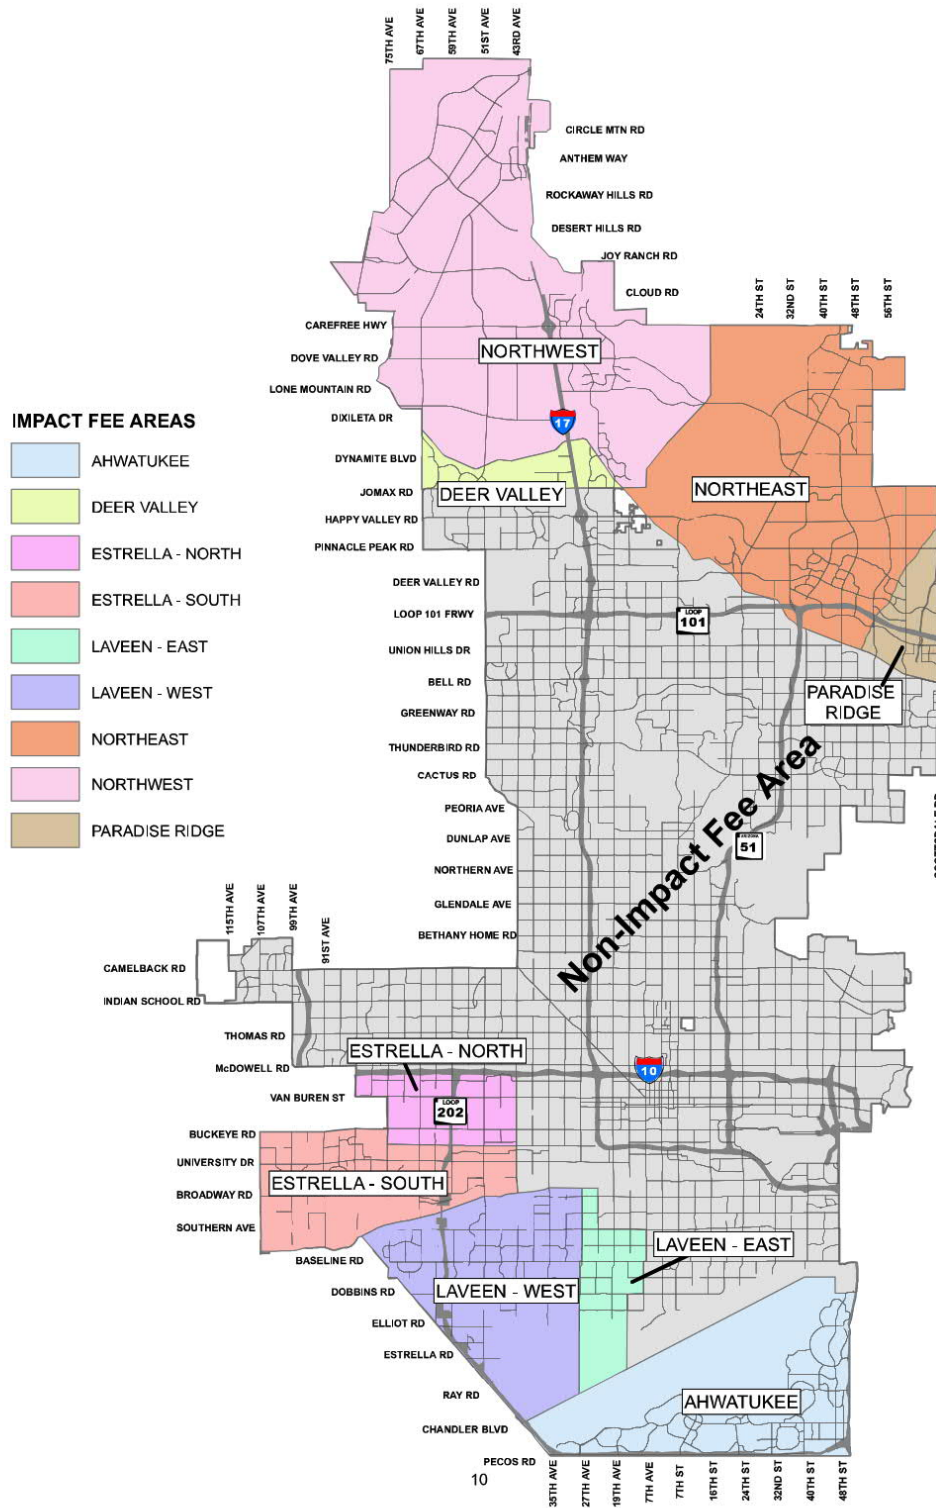 75TH AVE
67TH AVE
59TH AVE
51ST AVE
43RD AVE
CIRCLE MTN RD
ANTHEM WAY
ROCKAWAY HILLS RD
DESERT HILLS RD
JOY RANCH RD
CLOUD RD
24TH ST
32ND ST
40TH ST
48TH ST
56TH ST
CAREFREE HWY
NORTHWEST
DOVE VALLEY RD
LONE MOUNTAIN RD
DIXILETA DR
17
DYNAMITE BLVD
JOMAX RD
DEER VALLEY
NORTHEAST
HAPPY VALLEY RD
PINNACLE PEAK RD
DEER VALLEY RD
LOOP 101 FRWY
LOOP
101
UNION HILLS DR
BELL RD
PARADISE
RIDGE
GREENWAY RD
THUNDERBIRD RD
CACTUS RD
PEORIA AVE
DUNLAP AVE
ARIZONA
51
NORTHERN AVE
GLENDALE AVE
BETHANY HOME RD
Non-Impact Fee Area
IMPACT FEE AREAS
AHWATUKEE
DEER VALLEY
ESTRELLA - NORTH
ESTRELLA - SOUTH
LAVEEN - EAST
LAVEEN - WEST
NORTHEAST
NORTHWEST
PARADISE RIDGE
115TH AVE
107TH AVE
99TH AVE
91ST AVE
CAMELBACK RD
INDIAN SCHOOL RD
THOMAS RD
McDOWELL RD
ESTRELLA - NORTH
10
VAN BUREN ST
LOOP
202
BUCKEYE RD
UNIVERSITY DR
ESTRELLA - SOUTH
BROADWAY RD
SOUTHERN AVE
BASELINE RD
LAVEEN - EAST
DOBBINS RD
LAVEEN - WEST
ELLIOT RD
ESTRELLA RD
RAY RD
AHWATUKEE
CHANDLER BLVD
PECOS RD
10
35TH AVE
27TH AVE
19TH AVE
7TH AVE
7TH ST
16TH ST
24TH ST
32ND ST
40TH ST
48TH ST